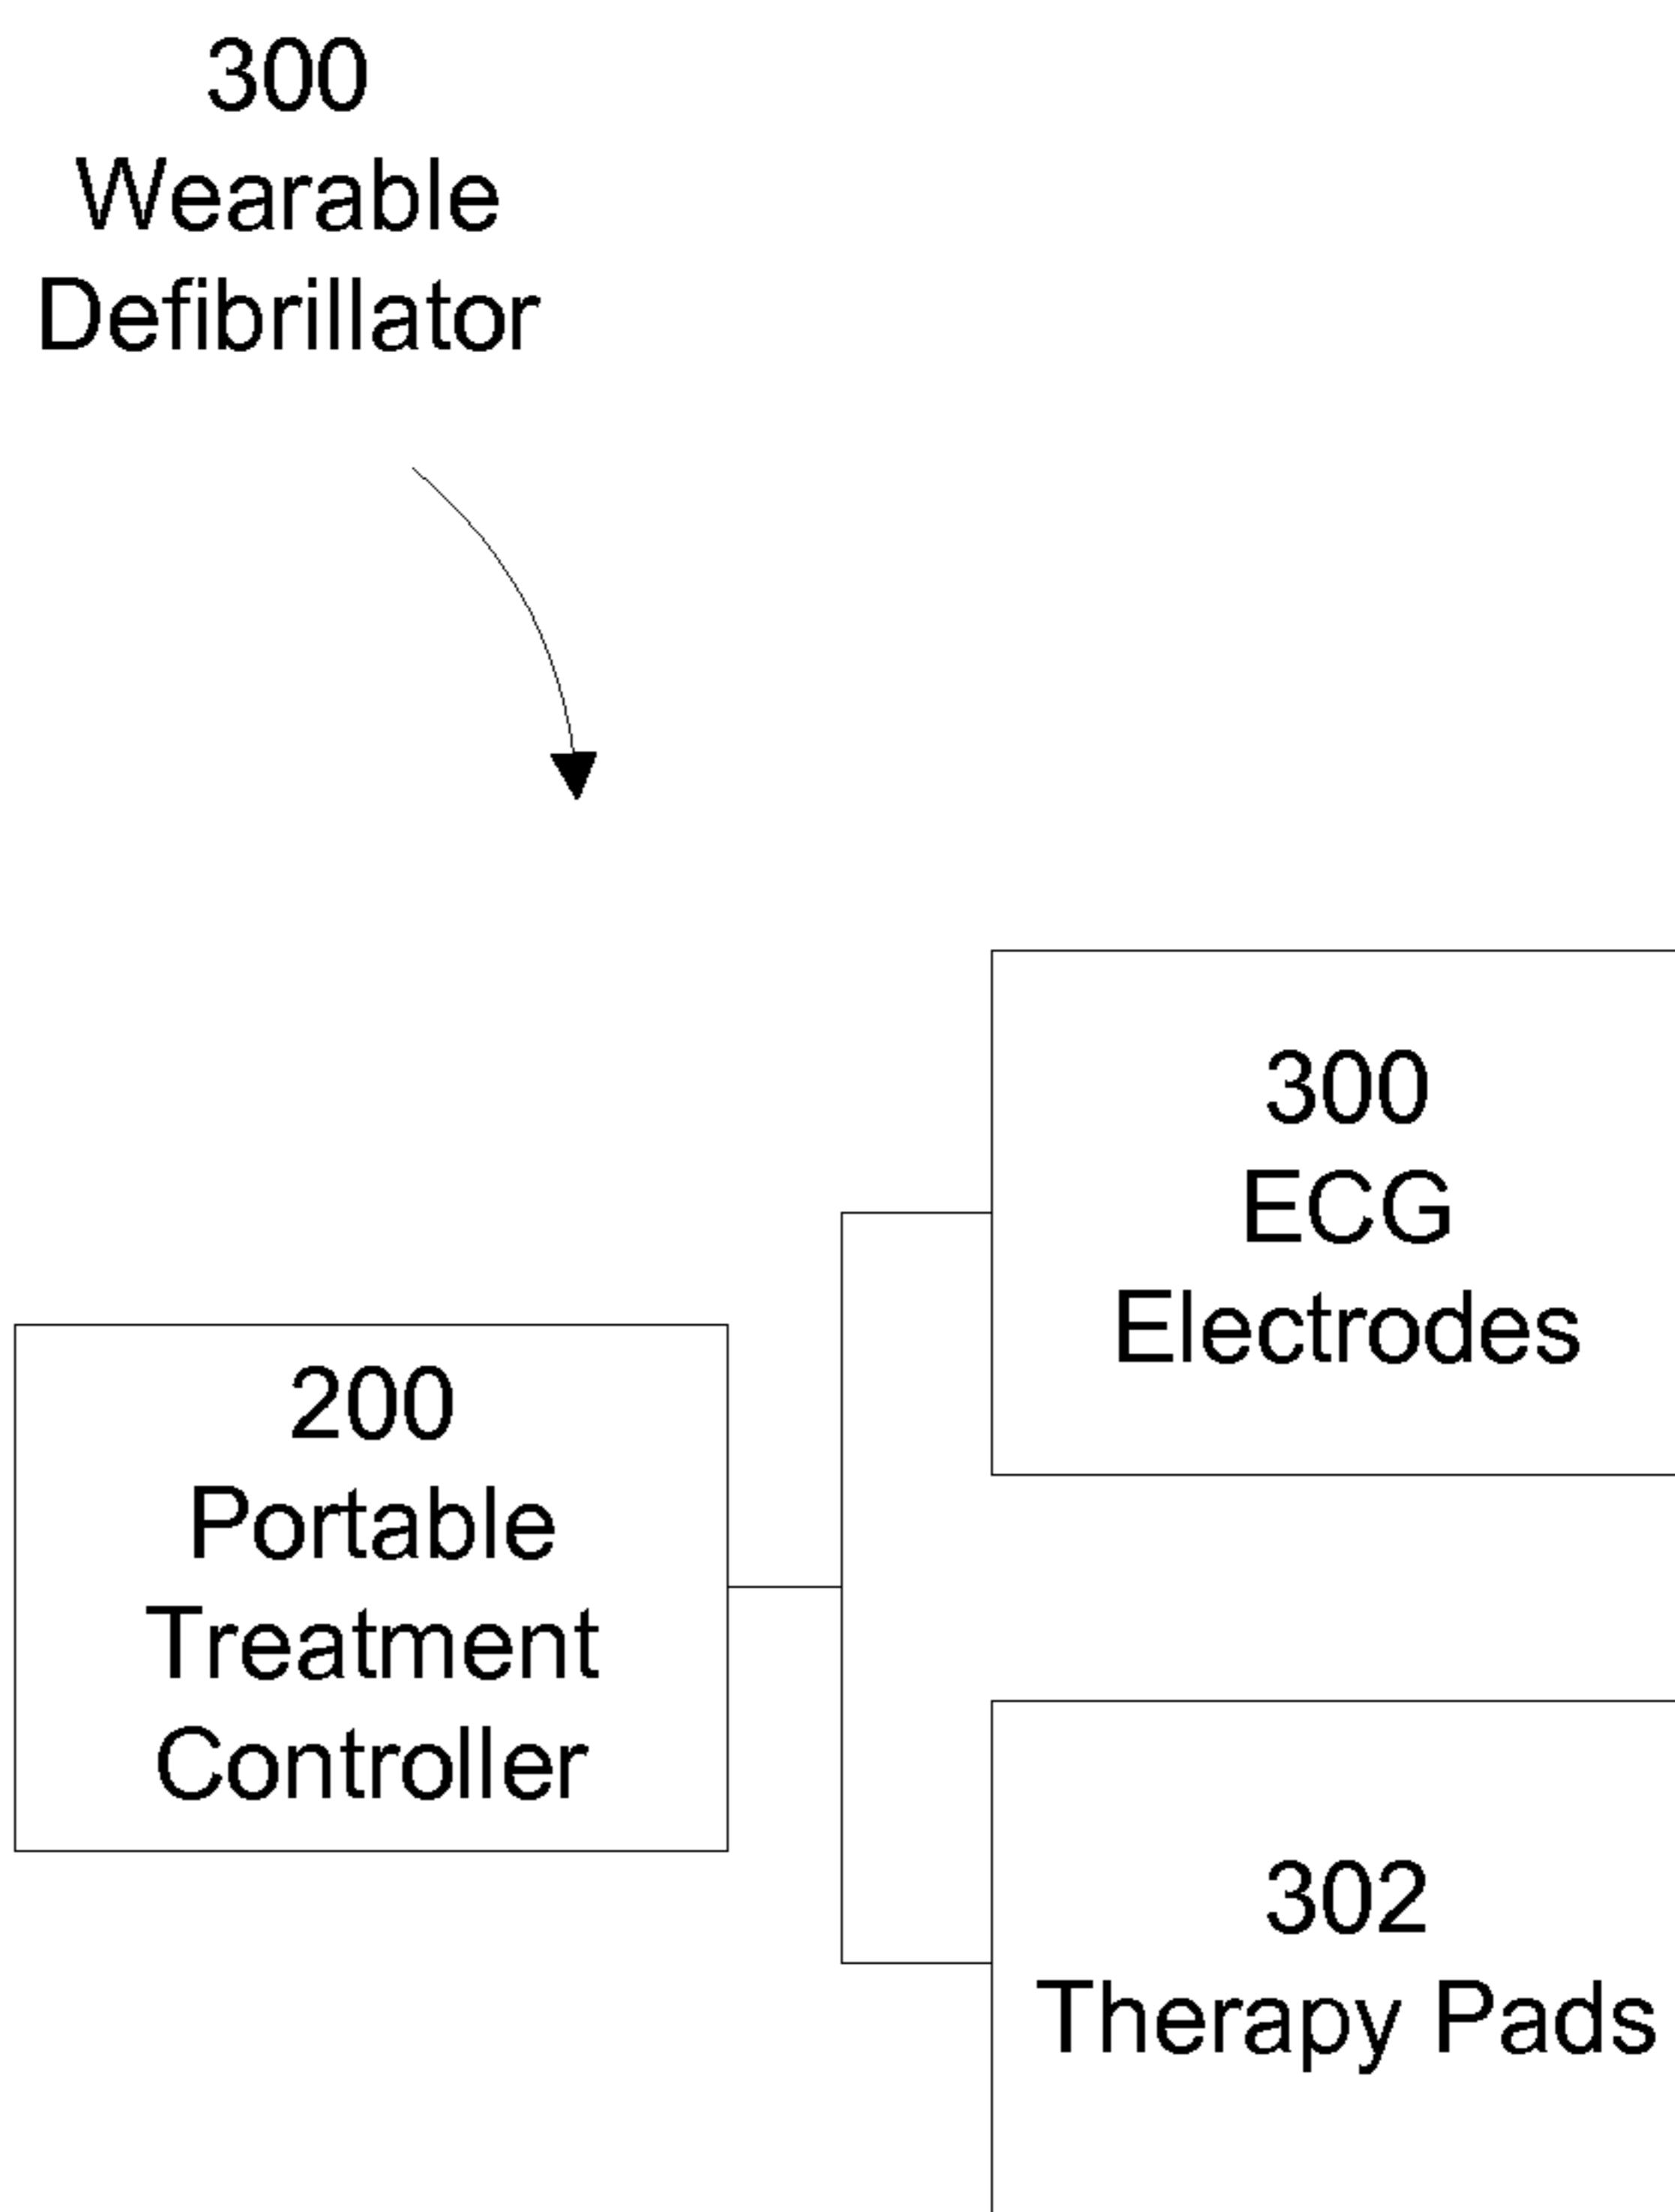 300
Wearable
Defibrillator
300
ECG
Electrodes
200
Portable
Treatment
Controller
302
Therapy Pads